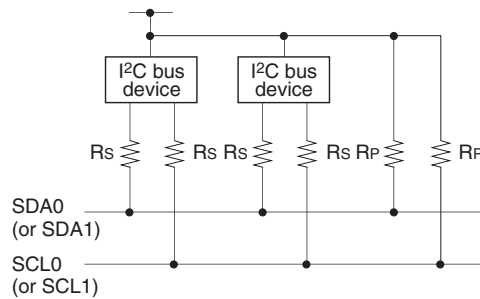 I²C bus
device
I²C bus
device
Rs
Rs
Rs
Rs
RP
RP
SDA0
(or SDA1)
SCL0
(or SCL1)